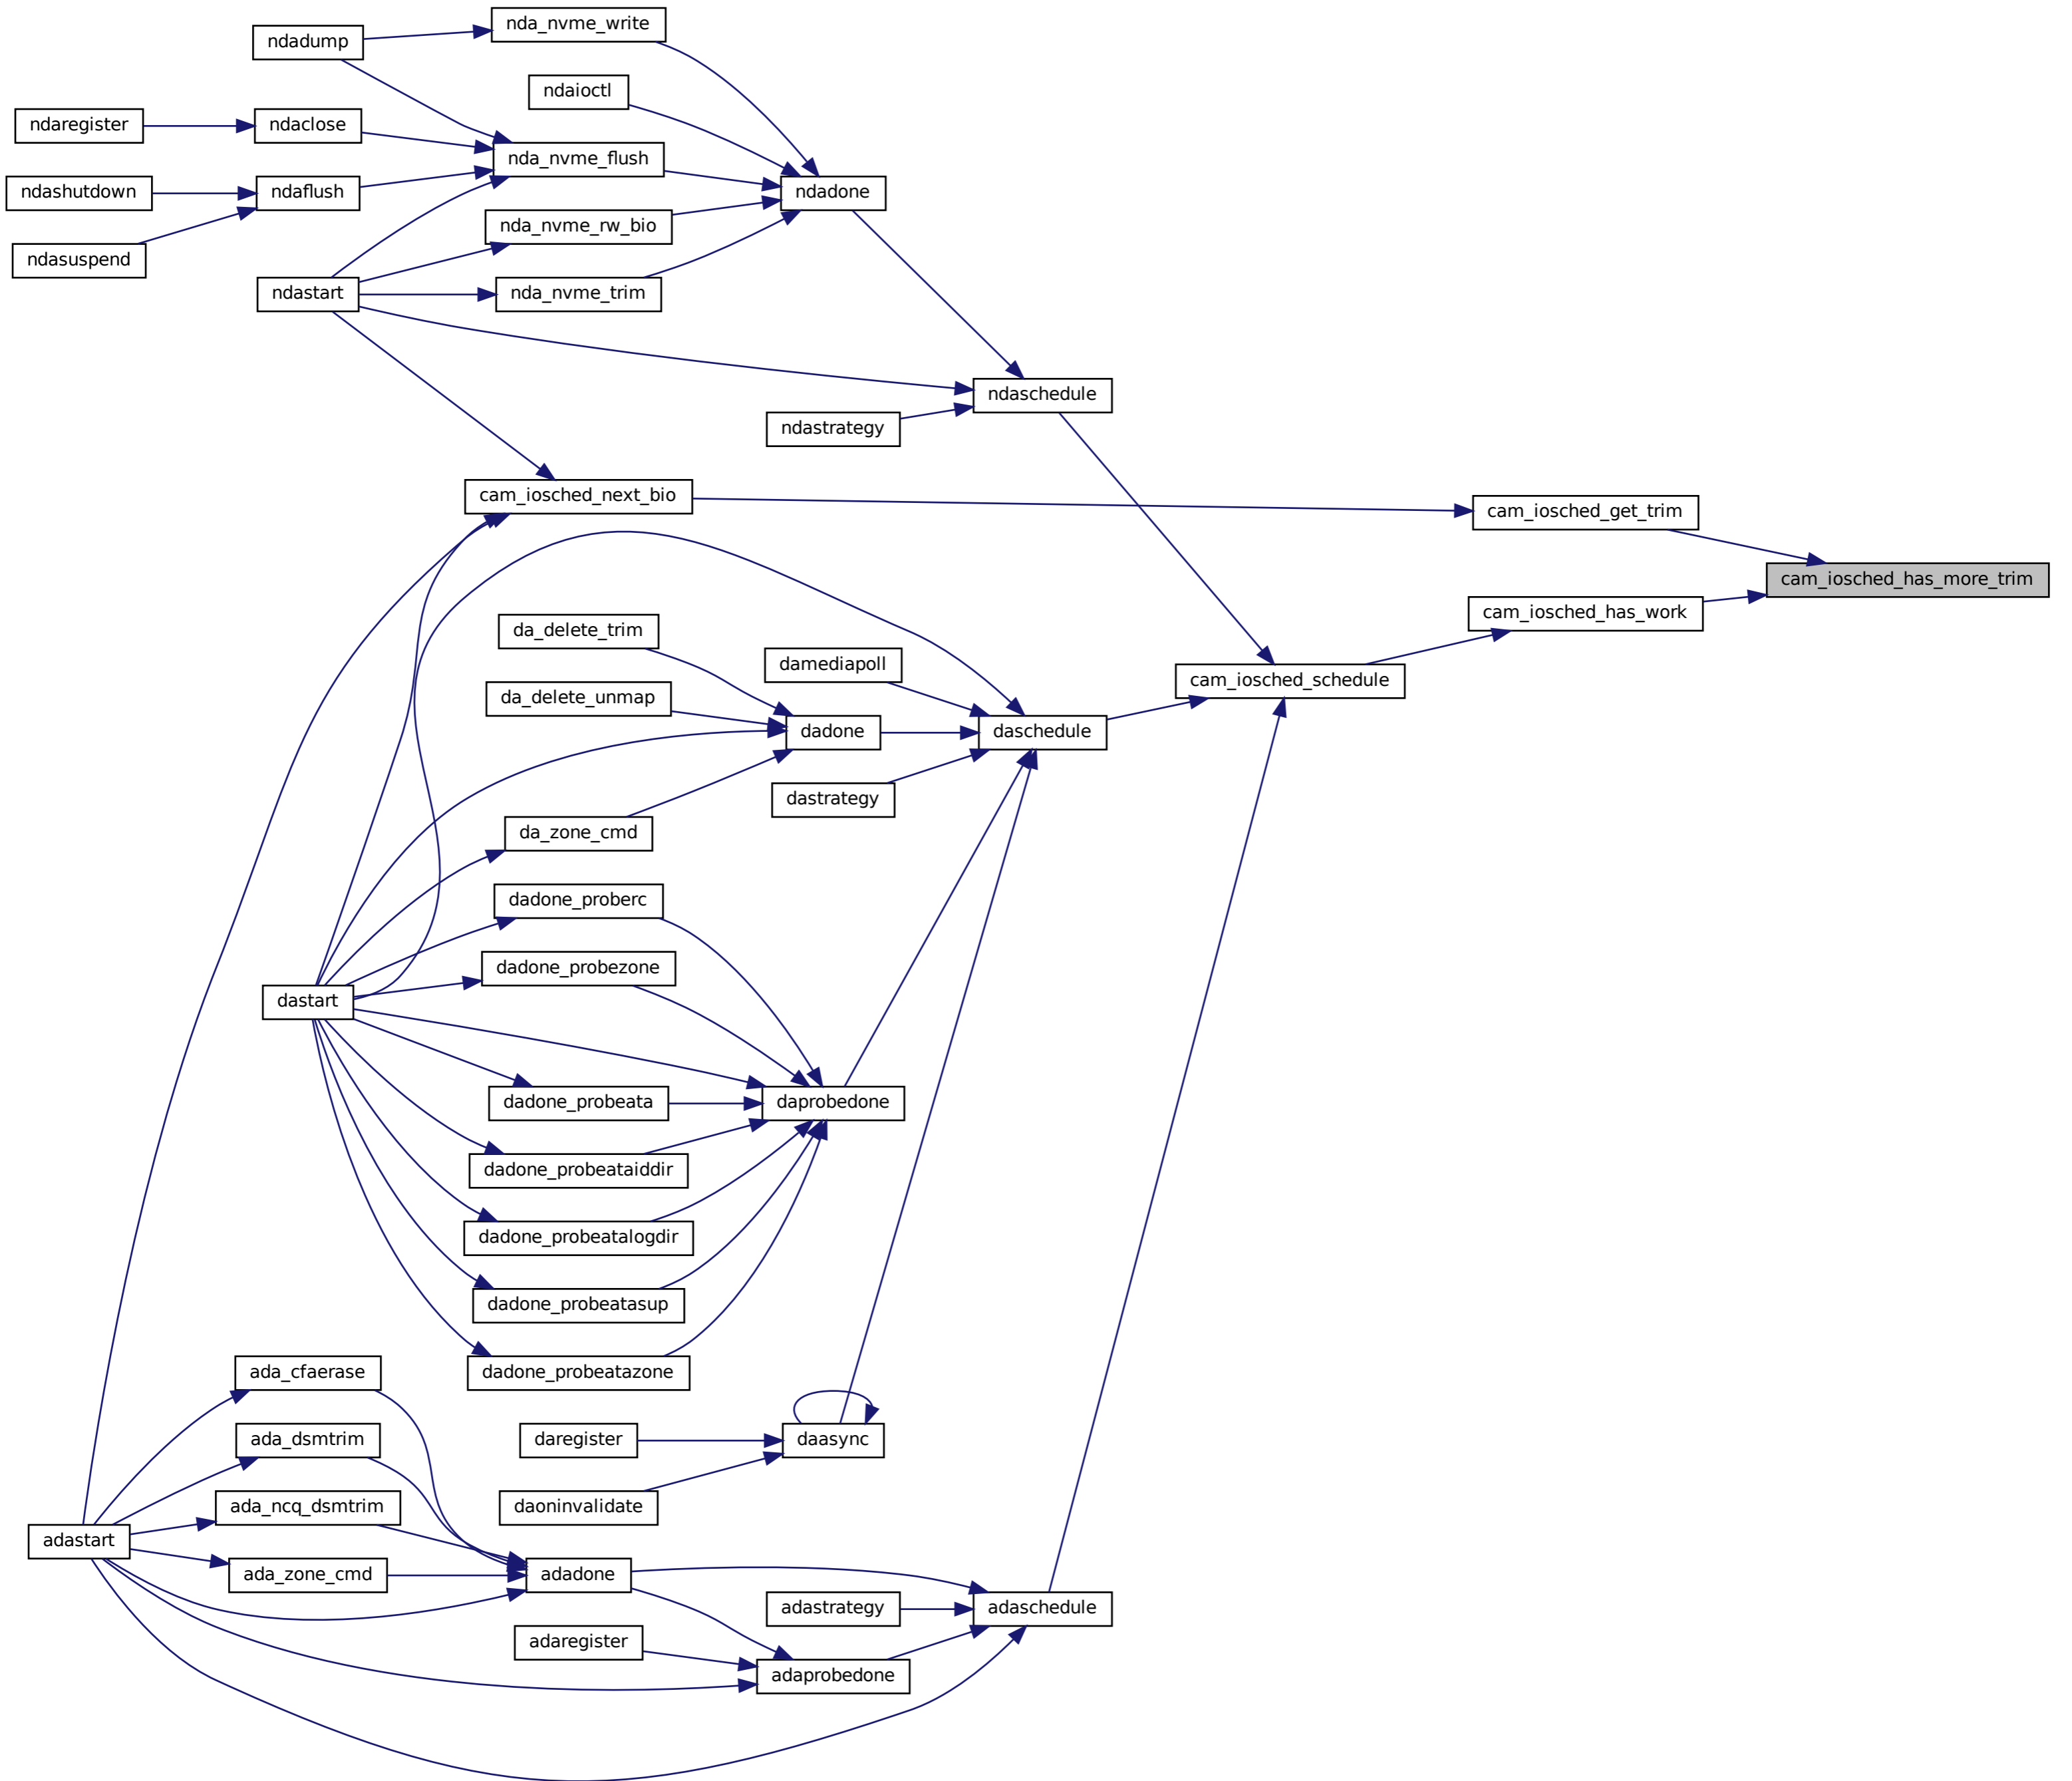 nda_nvme_write
ndadump
ndaioctl
ndaregister
ndaclose
nda_nvme_flush
ndashutdown
ndaflush
ndadone
nda_nvme_rw_bio
ndasuspend
ndastart
nda_nvme_trim
ndaschedule
ndastrategy
cam_iosched_next_bio
cam_iosched_get_trim
cam_iosched_has_more_trim
cam_iosched_has_work
da_delete_trim
damediapoll
cam_iosched_schedule
da_delete_unmap
dadone
daschedule
dastrategy
da_zone_cmd
dadone_proberc
dadone_probezone
dastart
dadone_probeata
daprobedone
dadone_probeataiddir
dadone_probeatalogdir
dadone_probeatasup
ada_cfaerase
dadone_probeatazone
ada_dsmtrim
daregister
daasync
ada_ncq_dsmtrim
daoninvalidate
adastart
ada_zone_cmd
adadone
adastrategy
adaschedule
adaregister
adaprobedone